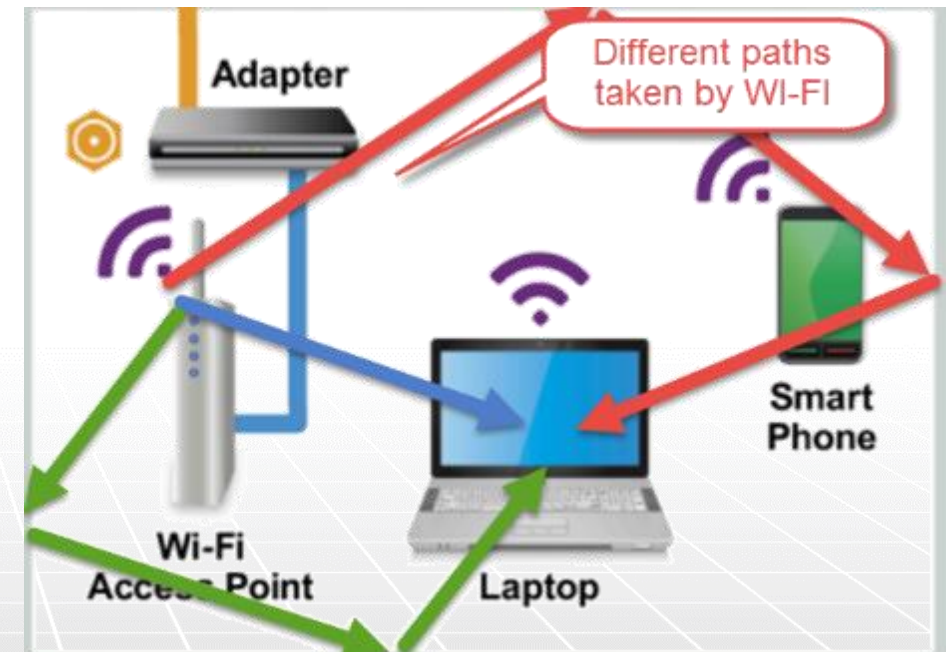 Different paths
taken by WI-FI
Adapter
Smart
Phone
Wi-Fi
Access Point
Laptop